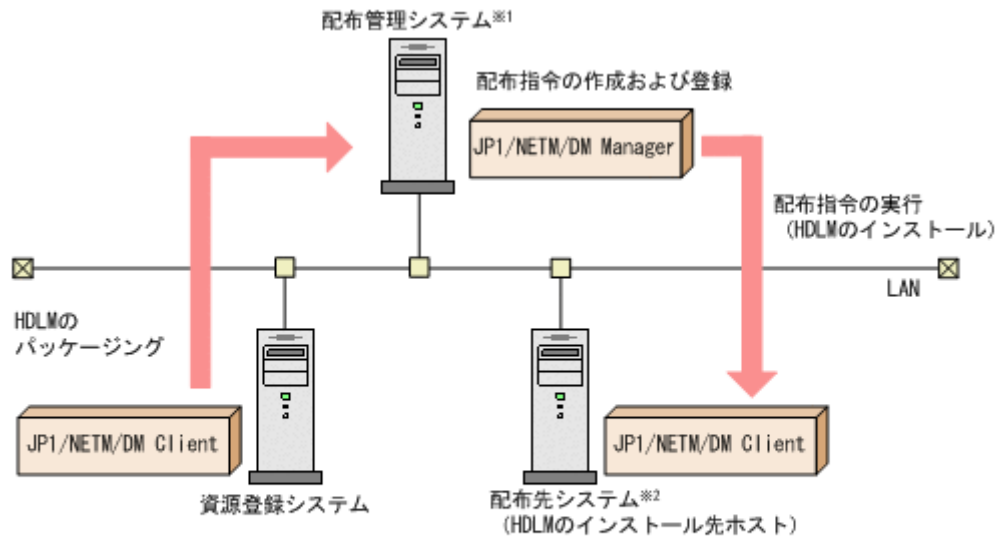 配布管理システム※1
配布指令の作成および登録
JP1/NETM/DM Manager
配布指令の実行
(HDLMのインストール)
LAN
HDLMの
パッケージング
JP1/NETM/DM Client
JP1/NETM/DM Client
資源登録システム
配布先システム※2
(HDLMのインストール先ホスト)